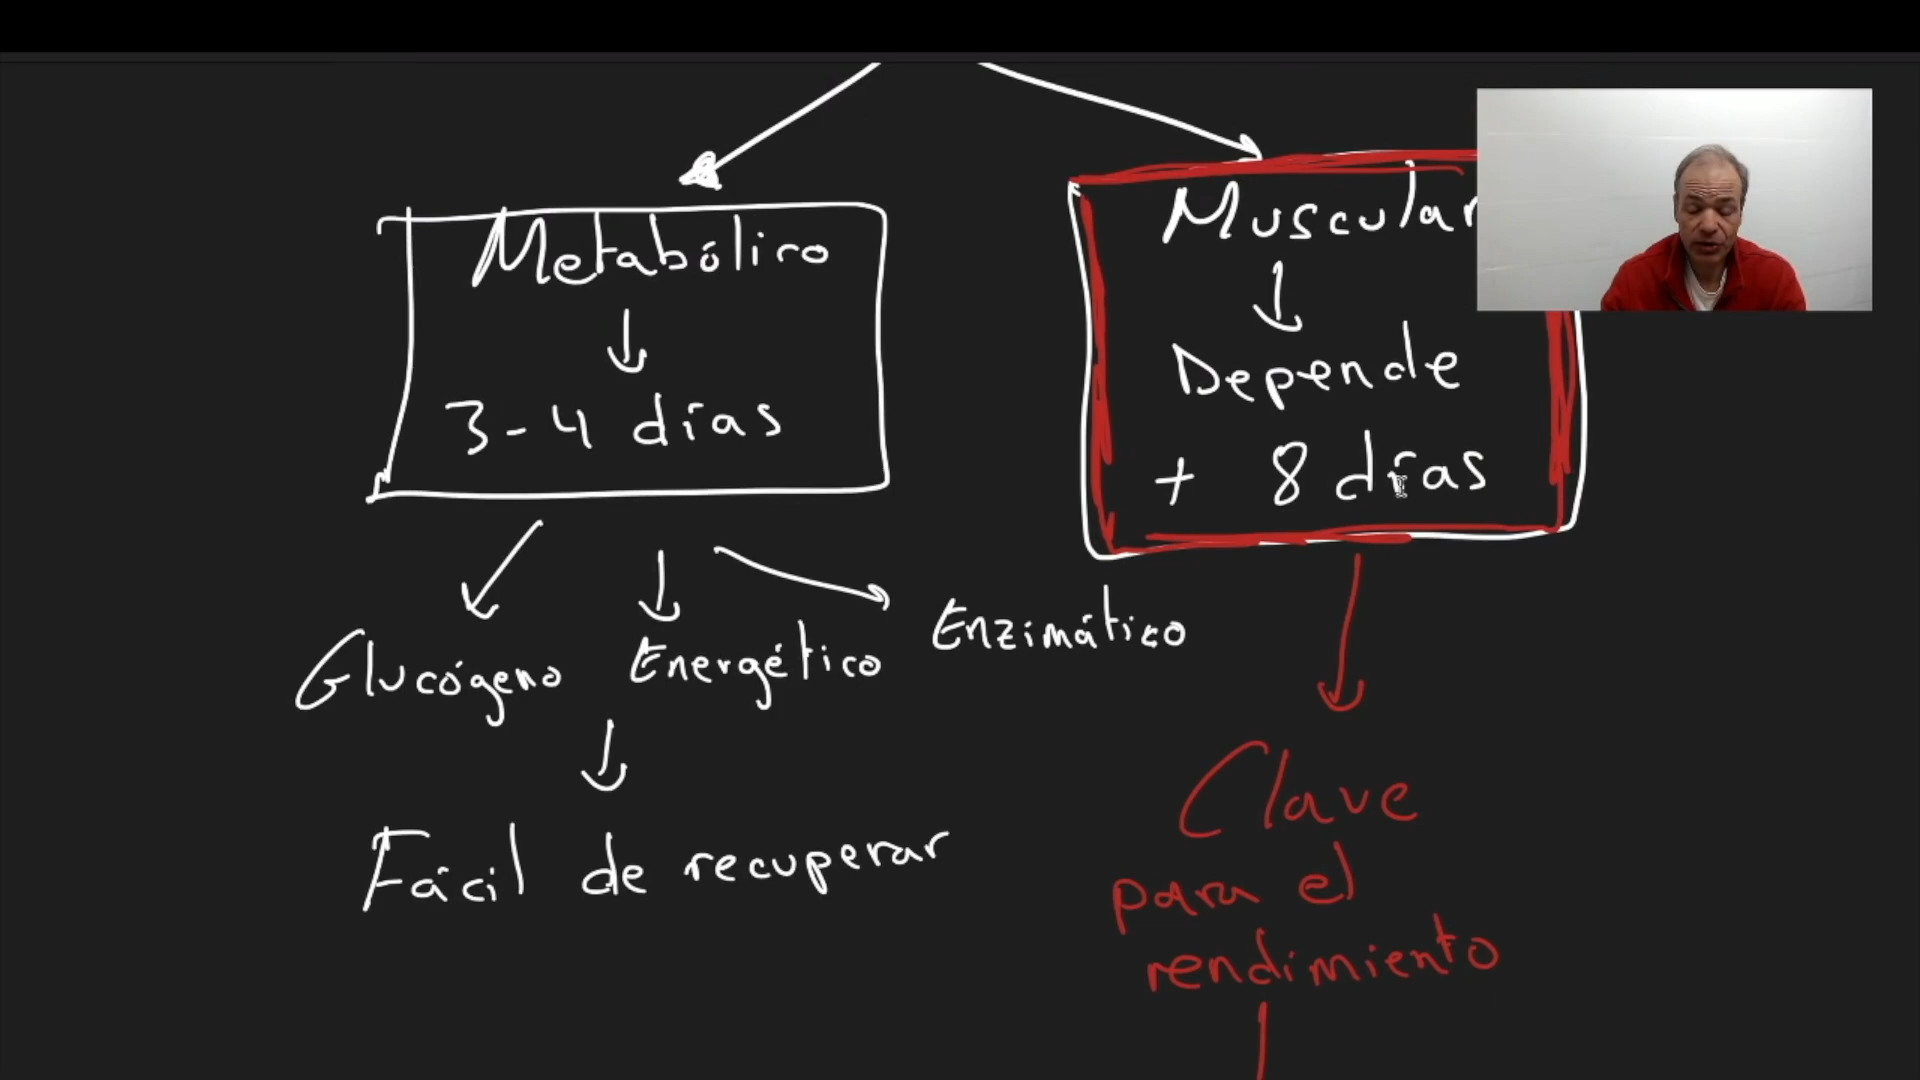 Metabólico
3-4 días
Glucógeno Energético Enzimático
Fácil de recuperar
Muscular
Depende
+ 8 días
Clave
para el
rendimiento